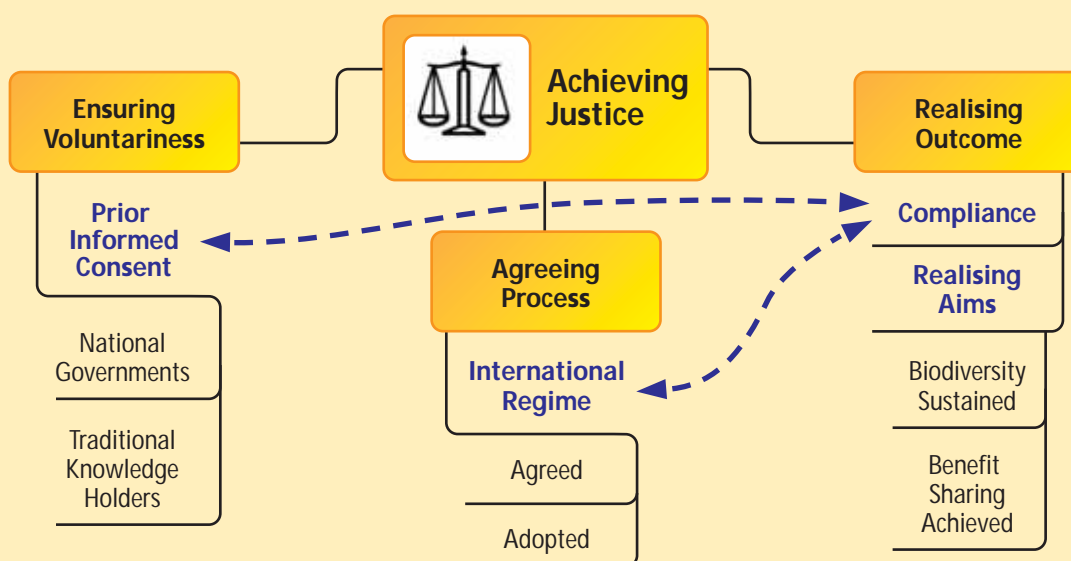 Achieving
Justice
Ensuring
Voluntariness
Prior
Informed
Consent
National
Governments
Traditional
Knowledge
Holders
Agreeing
Process
International
Regime
Agreed
Adopted
Realising
Outcome
Compliance
Realising
Aims
Biodiversity
Sustained
Benefit
Sharing
Achieved